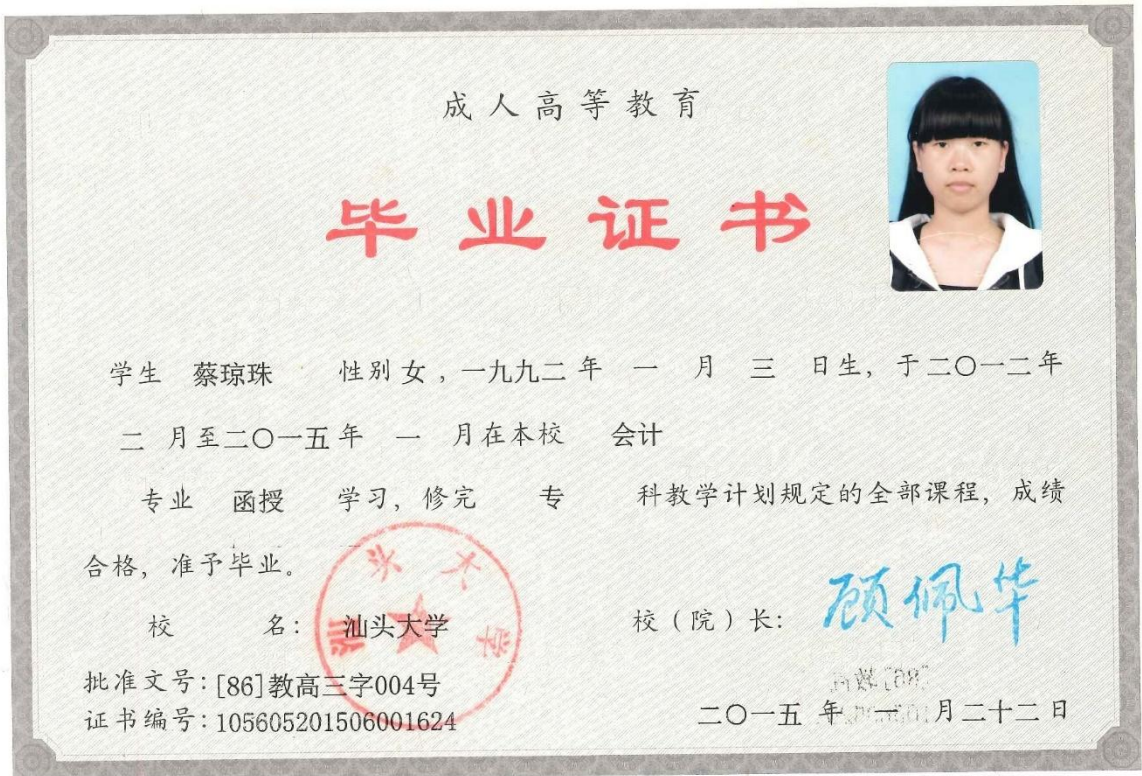 成人高等教育
毕业证书
学生 蔡琼珠 性别 女 , 一九九二 年 一 月 三 日生, 于二〇一二年
二 月至二〇一五年 一 月在本校 会计
专业 函授 学习, 修完 专 科教学计划规定的全部课程, 成绩
合格, 准予毕业。
汕头大学
校 名: 汕头大学 校(院)长: 顾佩华
批准文号:[86]教高三字004号
证书编号:105605201506001624 二〇一五 年 一 月二十二日